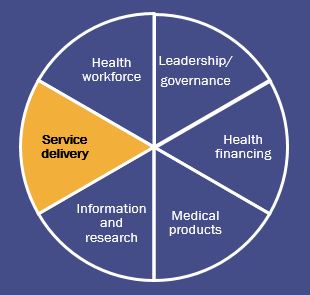 Health
workforce
Leadership/
governance
Health
financing
Medical
products
Information
and
research
Service
delivery